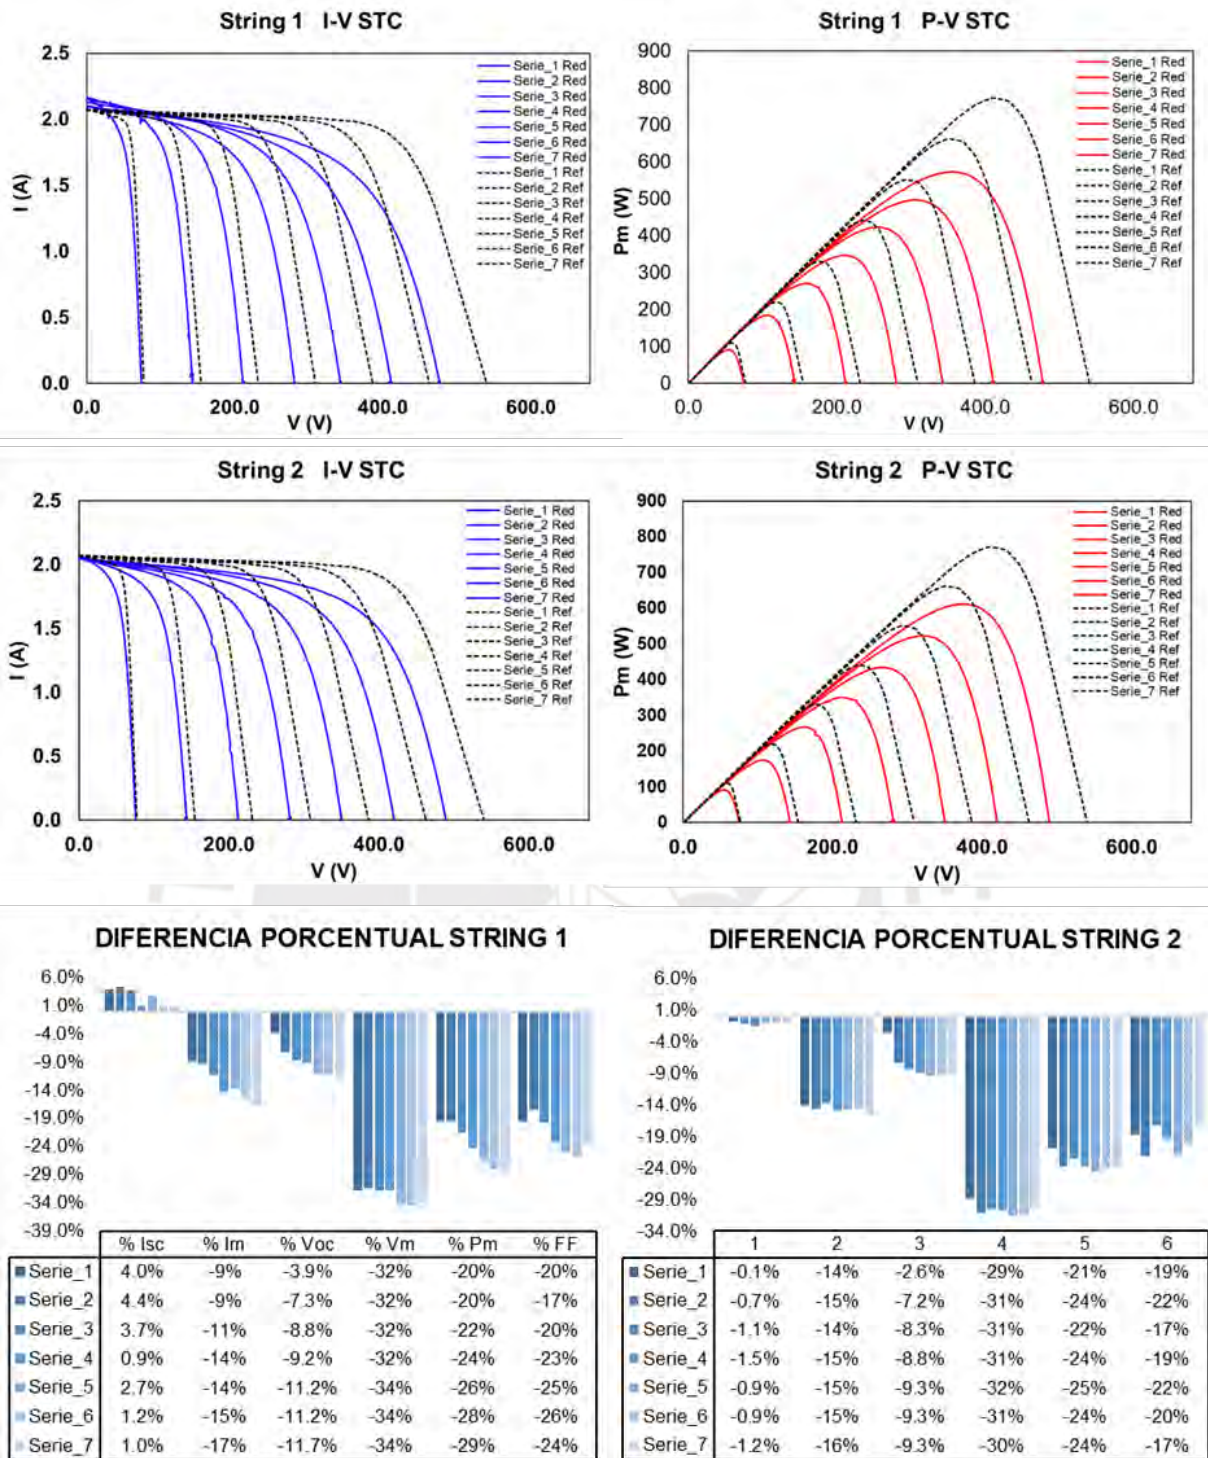 String 1 I-V STC
2.5
2.0
1.5
1.0
0.5
0.0
I (A)
0.0 200.0 400.0 600.0
V (V)
Serie_1 Red
Serie_2 Red
Serie_3 Red
Serie_4 Red
Serie_5 Red
Serie_6 Red
Serie_7 Red
Serie_1 Ref
Serie_2 Ref
Serie_3 Ref
Serie_4 Ref
Serie_5 Ref
Serie_6 Ref
Serie_7 Ref
String 1 P-V STC
900
800
700
600
500
400
300
200
100
0
Pm (W)
0.0 200.0 400.0 600.0
V (V)
Serie_1 Red
Serie_2 Red
Serie_3 Red
Serie_4 Red
Serie_5 Red
Serie_6 Red
Serie_7 Red
Serie_1 Ref
Serie_2 Ref
Serie_3 Ref
Serie_4 Ref
Serie_5 Ref
Serie_6 Ref
Serie_7 Ref
String 2 I-V STC
2.5
2.0
1.5
1.0
0.5
0.0
I (A)
0.0 200.0 400.0 600.0
V (V)
Serie_1 Red
Serie_2 Red
Serie_3 Red
Serie_4 Red
Serie_5 Red
Serie_6 Red
Serie_7 Red
Serie_1 Ref
Serie_2 Ref
Serie_3 Ref
Serie_4 Ref
Serie_5 Ref
Serie_6 Ref
Serie_7 Ref
String 2 P-V STC
900
800
700
600
500
400
300
200
100
0
Pm (W)
0.0 200.0 400.0 600.0
V (V)
Serie_1 Red
Serie_2 Red
Serie_3 Red
Serie_4 Red
Serie_5 Red
Serie_6 Red
Serie_7 Red
Serie_1 Ref
Serie_2 Ref
Serie_3 Ref
Serie_4 Ref
Serie_5 Ref
Serie_6 Ref
Serie_7 Ref
DIFERENCIA PORCENTUAL STRING 1
6.0%
1.0%
-4.0%
-9.0%
-14.0%
-19.0%
-24.0%
-29.0%
-34.0%
-39.0%
% Isc % Im % Voc % Vm % Pm % FF
Serie_1 4.0% -9% -3.9% -32% -20% -20%
Serie_2 4.4% -9% -7.3% -32% -20% -17%
Serie_3 3.7% -11% -8.8% -32% -22% -20%
Serie_4 0.9% -14% -9.2% -32% -24% -23%
Serie_5 2.7% -14% -11.2% -34% -26% -25%
Serie_6 1.2% -15% -11.2% -34% -28% -26%
Serie_7 1.0% -17% -11.7% -34% -29% -24%
DIFERENCIA PORCENTUAL STRING 2
6.0%
1.0%
-4.0%
-9.0%
-14.0%
-19.0%
-24.0%
-29.0%
-34.0%
1 2 3 4 5 6
Serie_1 -0.1% -14% -2.6% -29% -21% -19%
Serie_2 -0.7% -15% -7.2% -31% -24% -22%
Serie_3 -1.1% -14% -8.3% -31% -22% -17%
Serie_4 -1.5% -15% -8.8% -31% -24% -19%
Serie_5 -0.9% -15% -9.3% -32% -25% -22%
Serie_6 -0.9% -15% -9.3% -31% -24% -20%
Serie_7 -1.2% -16% -9.3% -30% -24% -17%